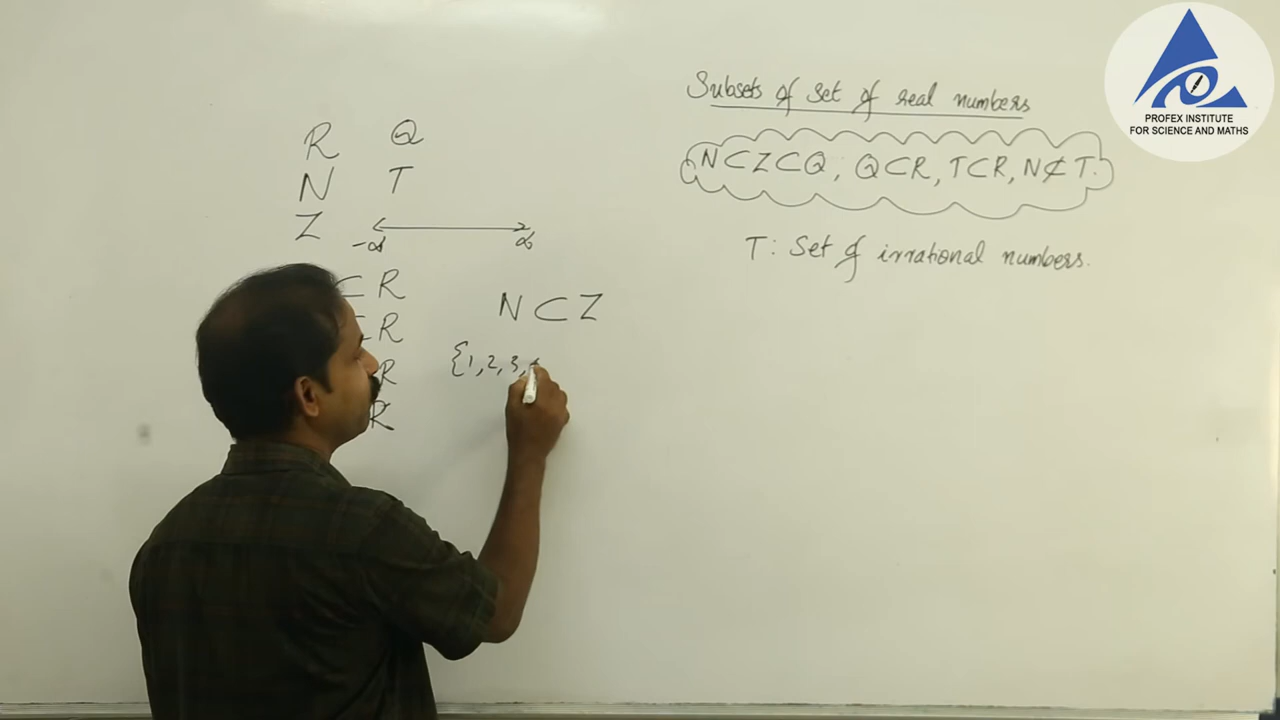 Subsets of set of real numbers
N⊂Z⊂Q, Q⊂R, T⊂R, N⊄T.
T: Set of irrational numbers.
R Q
N T
Z
-∞ ∞
⊂ R
⊂ R
R
R
N ⊂ Z
{1,2,3,
PROFEX INSTITUTE
FOR SCIENCE AND MATHS